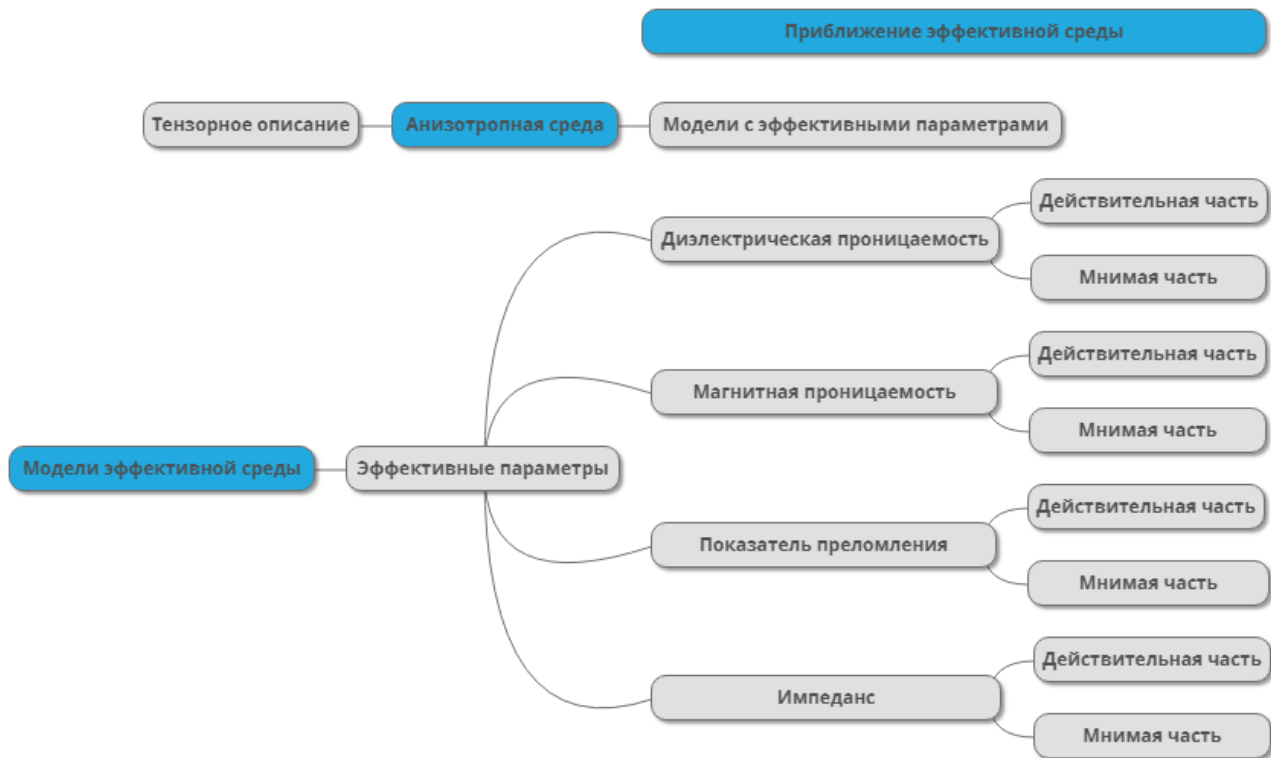 Приближение эффективной среды
Тензорное описание
Анизотропная среда
Модели с эффективными параметрами
Модели эффективной среды
Эффективные параметры
Диэлектрическая проницаемость
Действительная часть
Мнимая часть
Магнитная проницаемость
Действительная часть
Мнимая часть
Показатель преломления
Действительная часть
Мнимая часть
Импеданс
Действительная часть
Мнимая часть